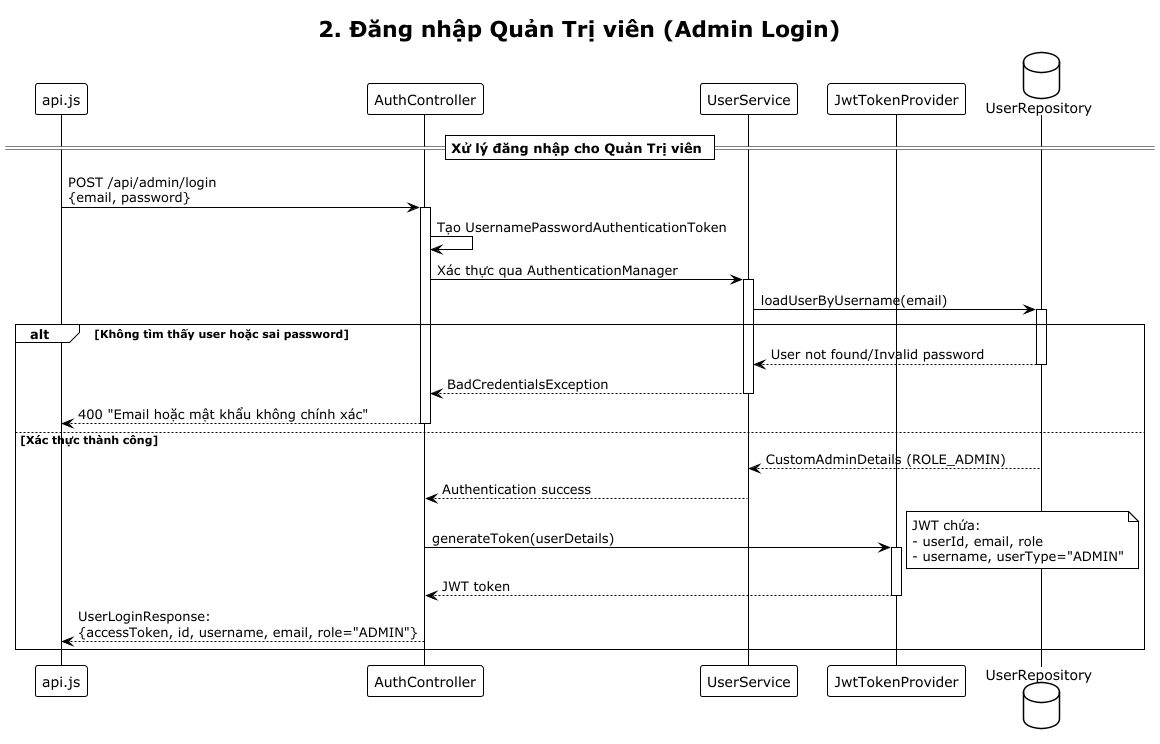 2. Đăng nhập Quản Trị viên (Admin Login)
api.js
AuthController
UserService
JwtTokenProvider
UserRepository
Xử lý đăng nhập cho Quản Trị viên
POST /api/admin/login
{email, password}
Tạo UsernamePasswordAuthenticationToken
Xác thực qua AuthenticationManager
loadUserByUsername(email)
alt
[Không tìm thấy user hoặc sai password]
User not found/Invalid password
BadCredentialsException
400 "Email hoặc mật khẩu không chính xác"
[Xác thực thành công]
CustomAdminDetails (ROLE_ADMIN)
Authentication success
JWT chứa:
- userId, email, role
- username, userType="ADMIN"
generateToken(userDetails)
JWT token
UserLoginResponse:
{accessToken, id, username, email, role="ADMIN"}
api.js
AuthController
UserService
JwtTokenProvider
UserRepository